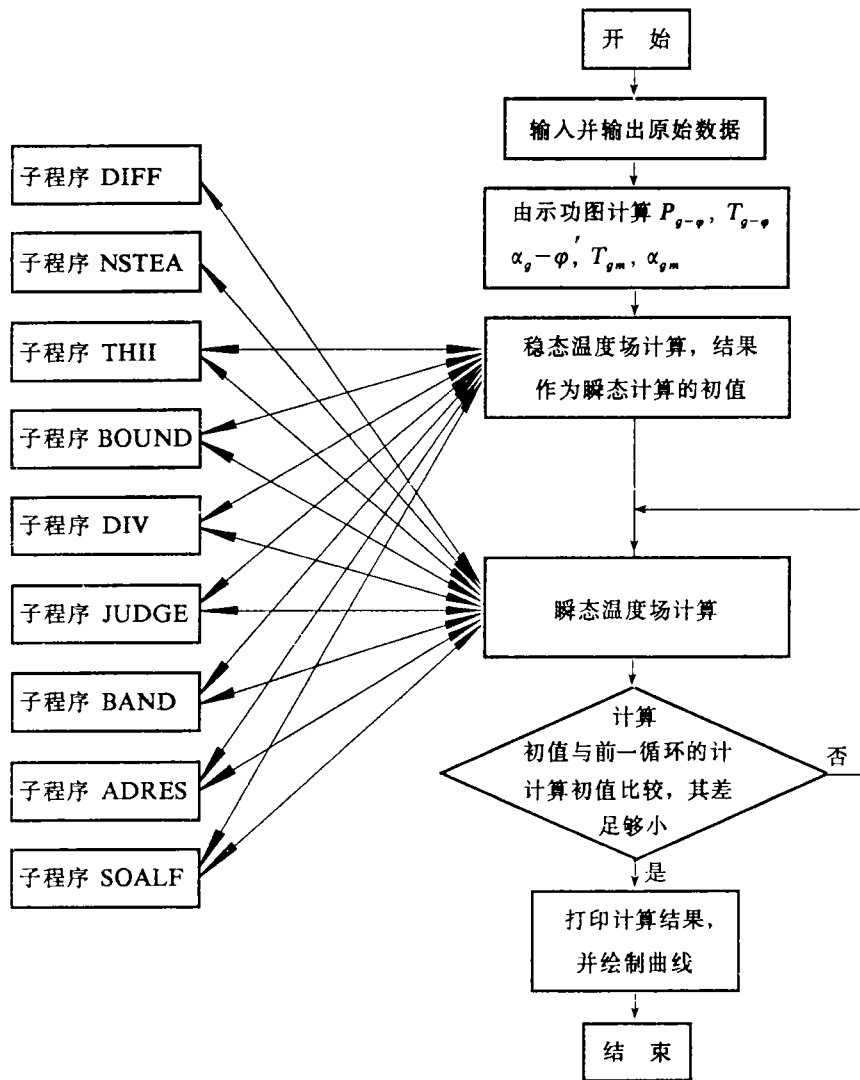 开 始
输入并输出原始数据
由示功图计算 P_{g-φ}, T_{g-φ}
α_g-φ', T_{gm}, α_{gm}
稳态温度场计算，结果
作为瞬态计算的初值
瞬态温度场计算
计算
初值与前一循环的计
计算初值比较，其差
足够小
否
是
打印计算结果，
并绘制曲线
结 束
子程序 DIFF
子程序 NSTEA
子程序 THII
子程序 BOUND
子程序 DIV
子程序 JUDGE
子程序 BAND
子程序 ADRES
子程序 SOALF